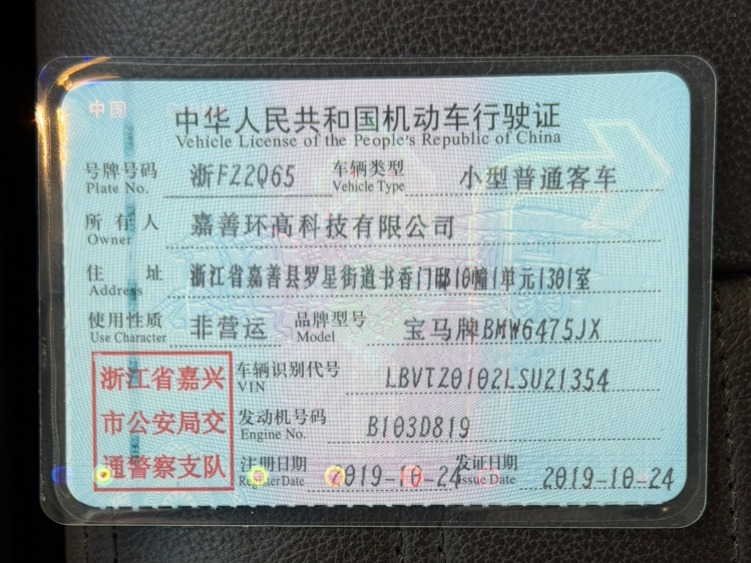 中国
中华人民共和国机动车行驶证
Vehicle License of the People's Republic of China
号牌号码 浙FZ2Q65 车辆类型 小型普通客车
Plate No. Vehicle Type
所有人 嘉善环高科技有限公司
Owner
住址 浙江省嘉善县罗星街道书香门邸10幢1单元1301室
Address
使用性质 非营运 品牌型号 宝马牌BMW6475JX
Use Character Model
浙江省嘉兴 车辆识别代号 LBVTZ0102LSU21354
VIN
市公安局交 发动机号码 B103D819
Engine No.
通警察支队 注册日期 2019-10-24 发证日期 2019-10-24
Register Date Issue Date